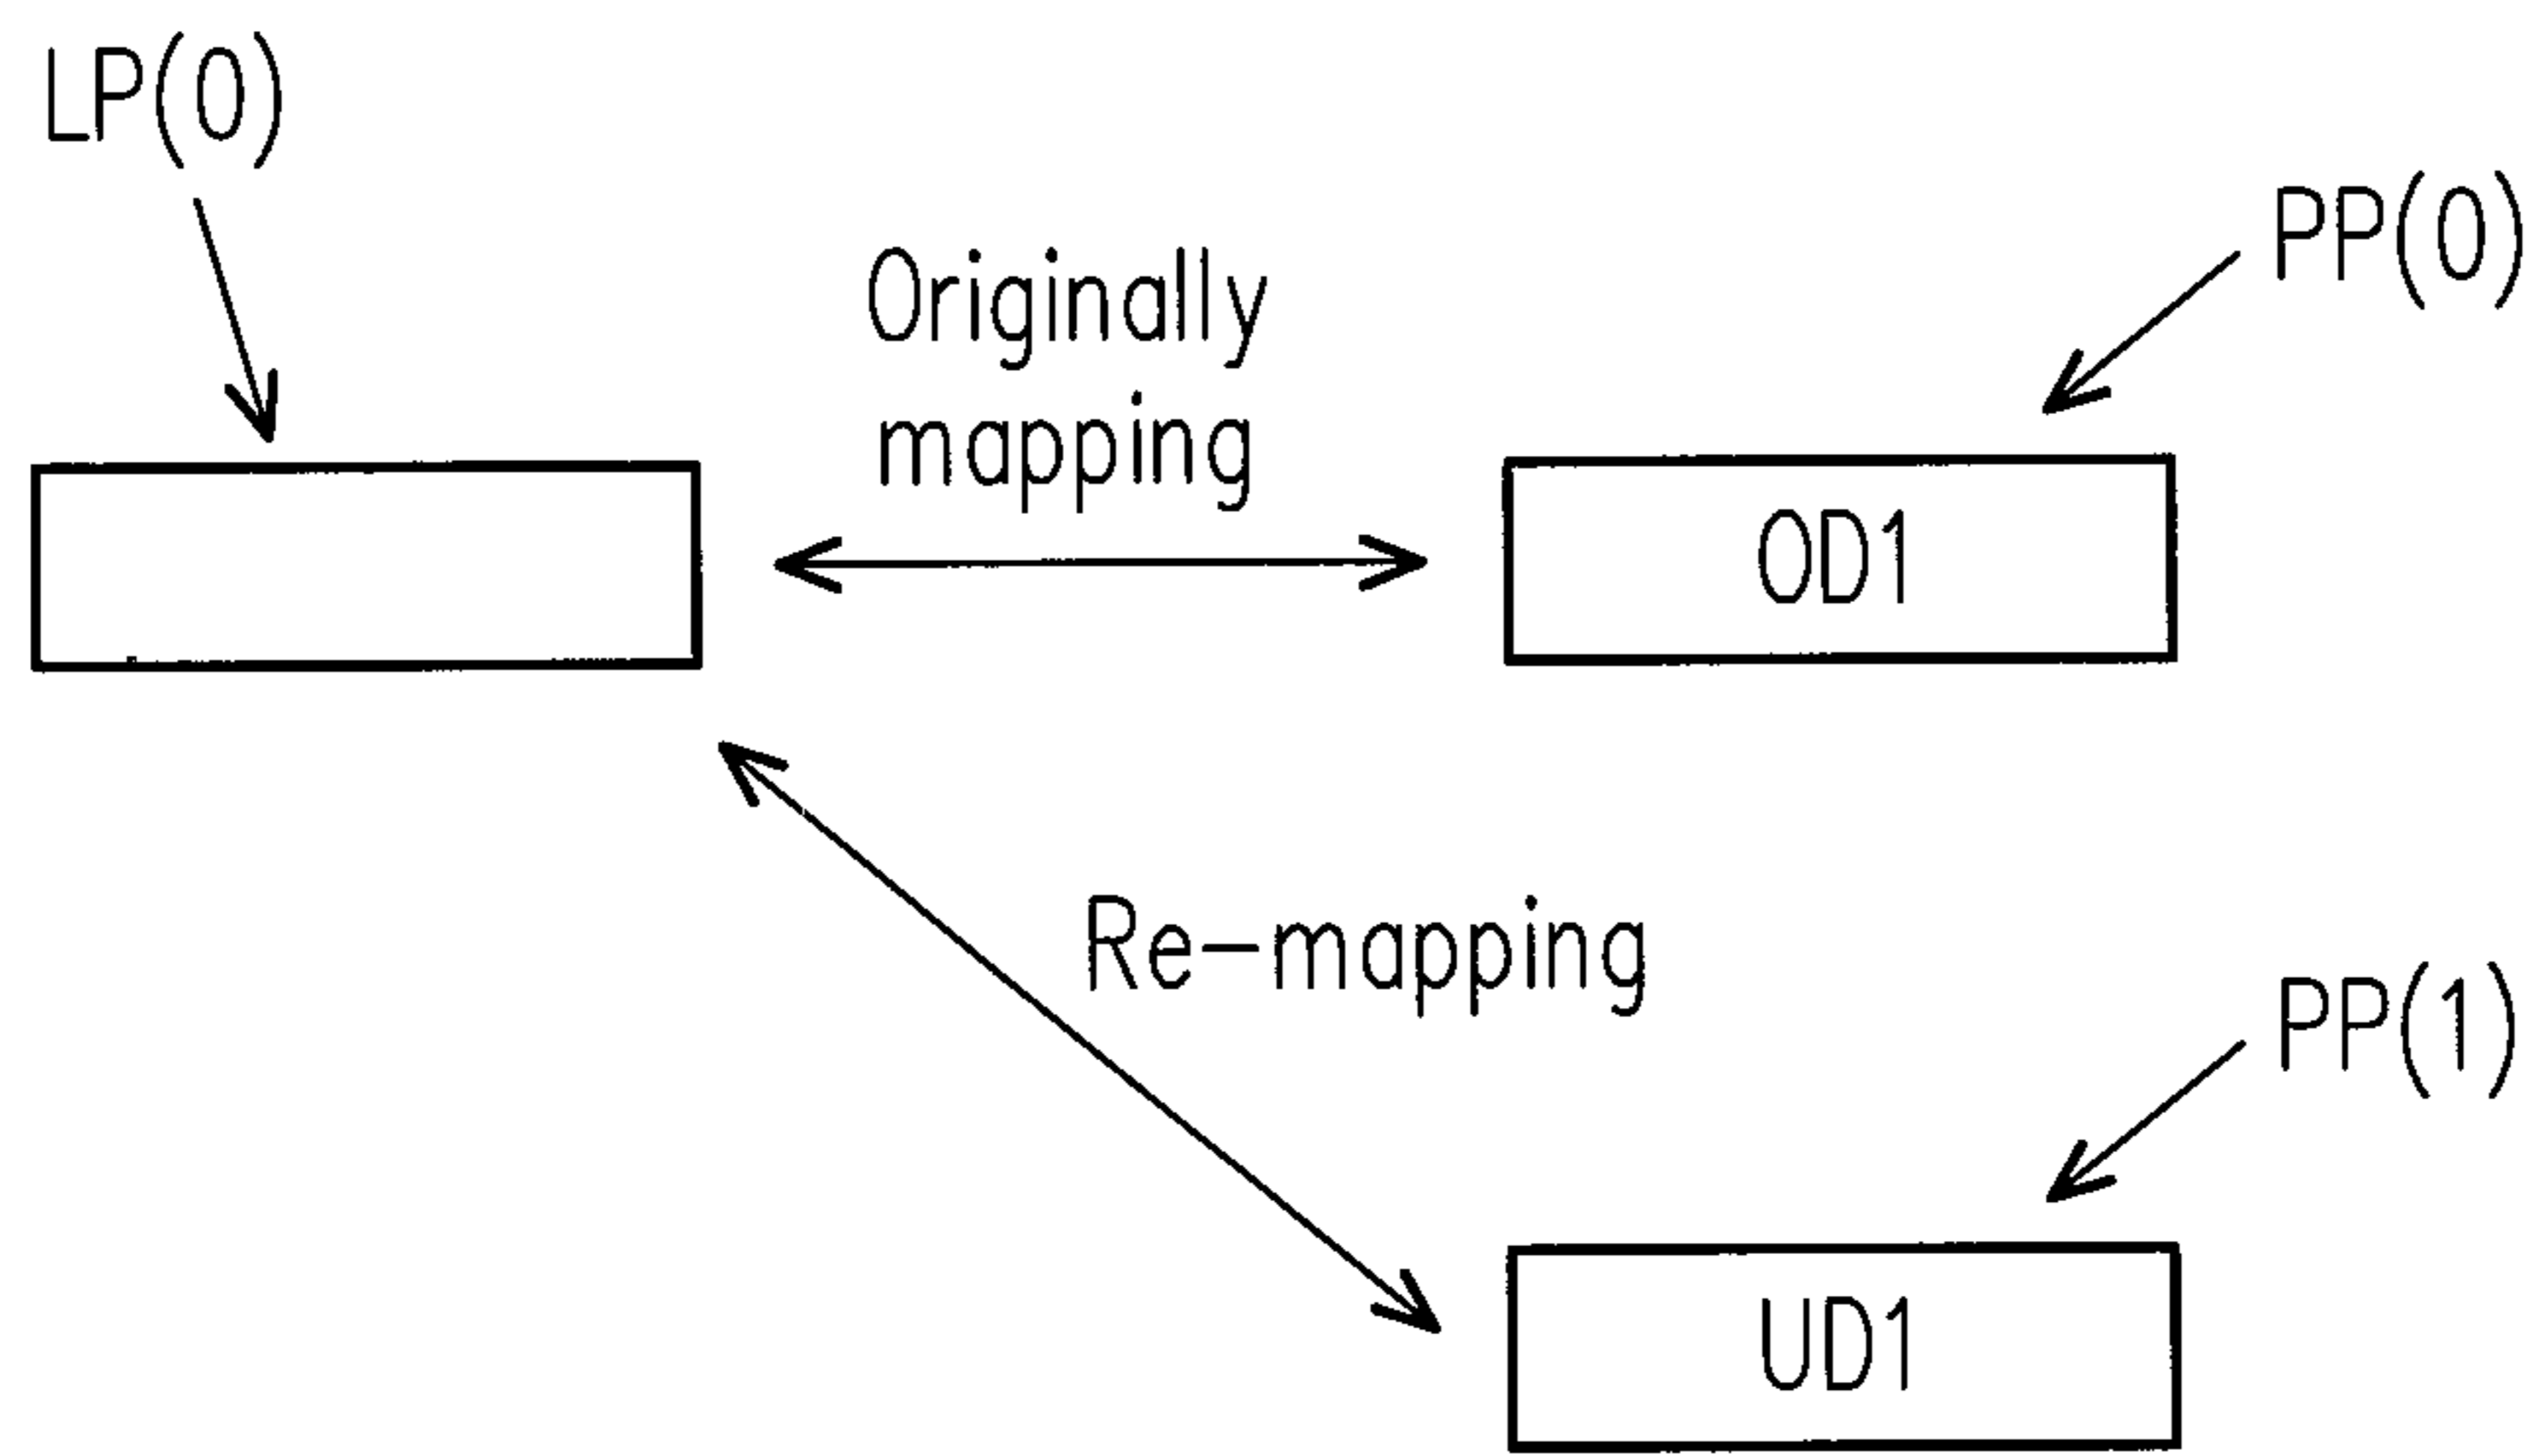 LP(0)
PP(0)
Originally
mapping
OD1
Re-mapping
PP(1)
UD1